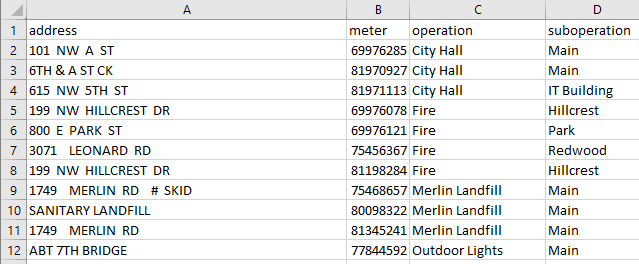 A B C D
1 address meter operation suboperation
2 101 NW A ST 69976285 City Hall Main
3 6TH & A ST CK 81970927 City Hall Main
4 615 NW 5TH ST 81971113 City Hall IT Building
5 199 NW HILLCREST DR 69976078 Fire Hillcrest
6 800 E PARK ST 69976121 Fire Park
7 3071 LEONARD RD 75456367 Fire Redwood
8 199 NW HILLCREST DR 81198284 Fire Hillcrest
9 1749 MERLIN RD # SKID 75468657 Merlin Landfill Main
10 SANITARY LANDFILL 80098322 Merlin Landfill Main
11 1749 MERLIN RD 81345241 Merlin Landfill Main
12 ABT 7TH BRIDGE 77844592 Outdoor Lights Main